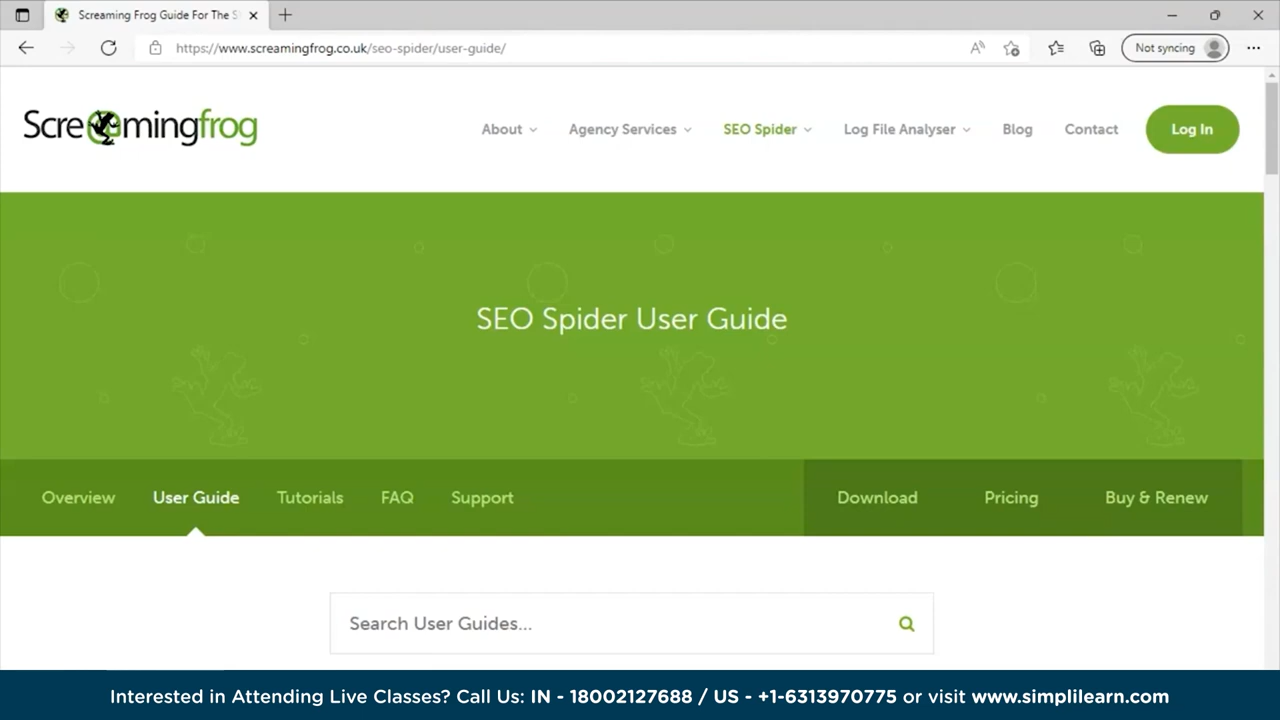 Screaming Frog Guide For The S
https://www.screamingfrog.co.uk/seo-spider/user-guide/
Not syncing
Screamingfrog
About
Agency Services
SEO Spider
Log File Analyser
Blog
Contact
Log In
SEO Spider User Guide
Overview
User Guide
Tutorials
FAQ
Support
Download
Pricing
Buy & Renew
Search User Guides...
Interested in Attending Live Classes? Call Us: IN - 18002127688 / US - +1-6313970775 or visit www.simplilearn.com